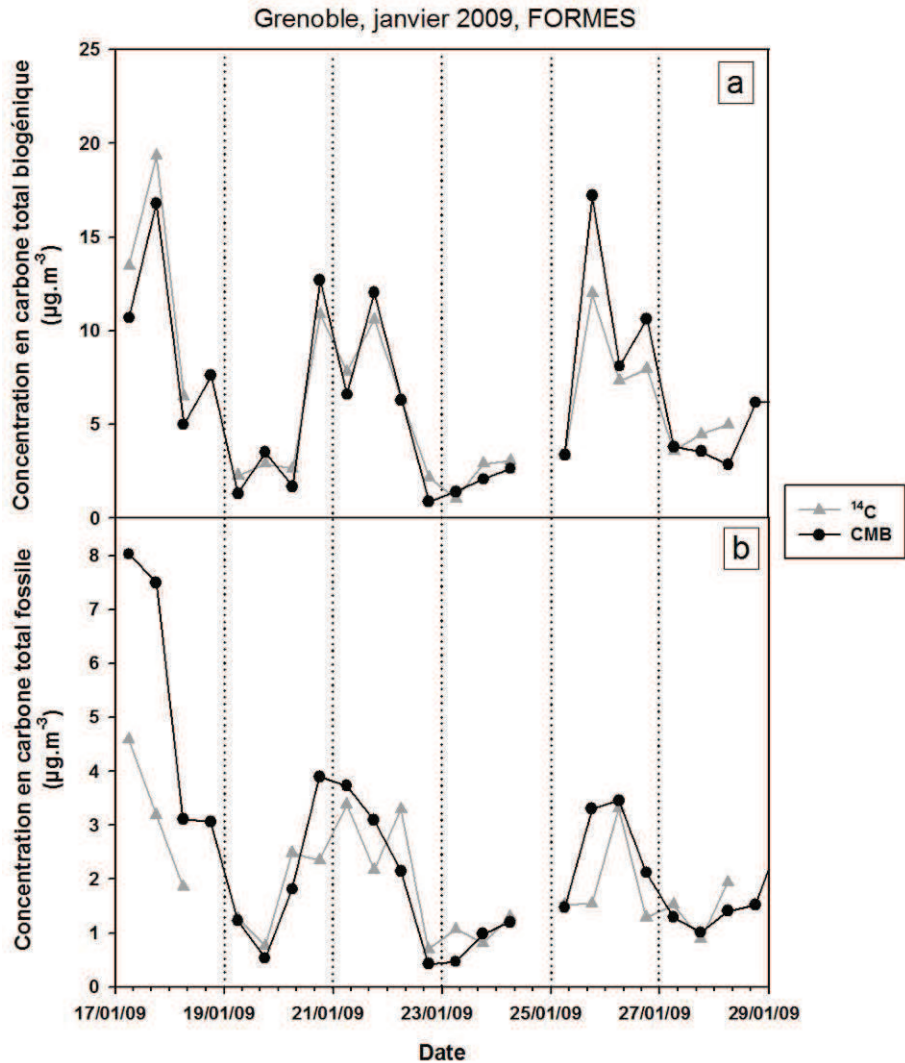 Grenoble, janvier 2009, FORMES
Concentration en carbone total biogénique
(µg.m⁻³)
25
20
15
10
5
0
a
Concentration en carbone total fossile
(µg.m⁻³)
8
7
6
5
4
3
2
1
0
b
¹⁴C
CMB
17/01/09 19/01/09 21/01/09 23/01/09 25/01/09 27/01/09 29/01/09
Date